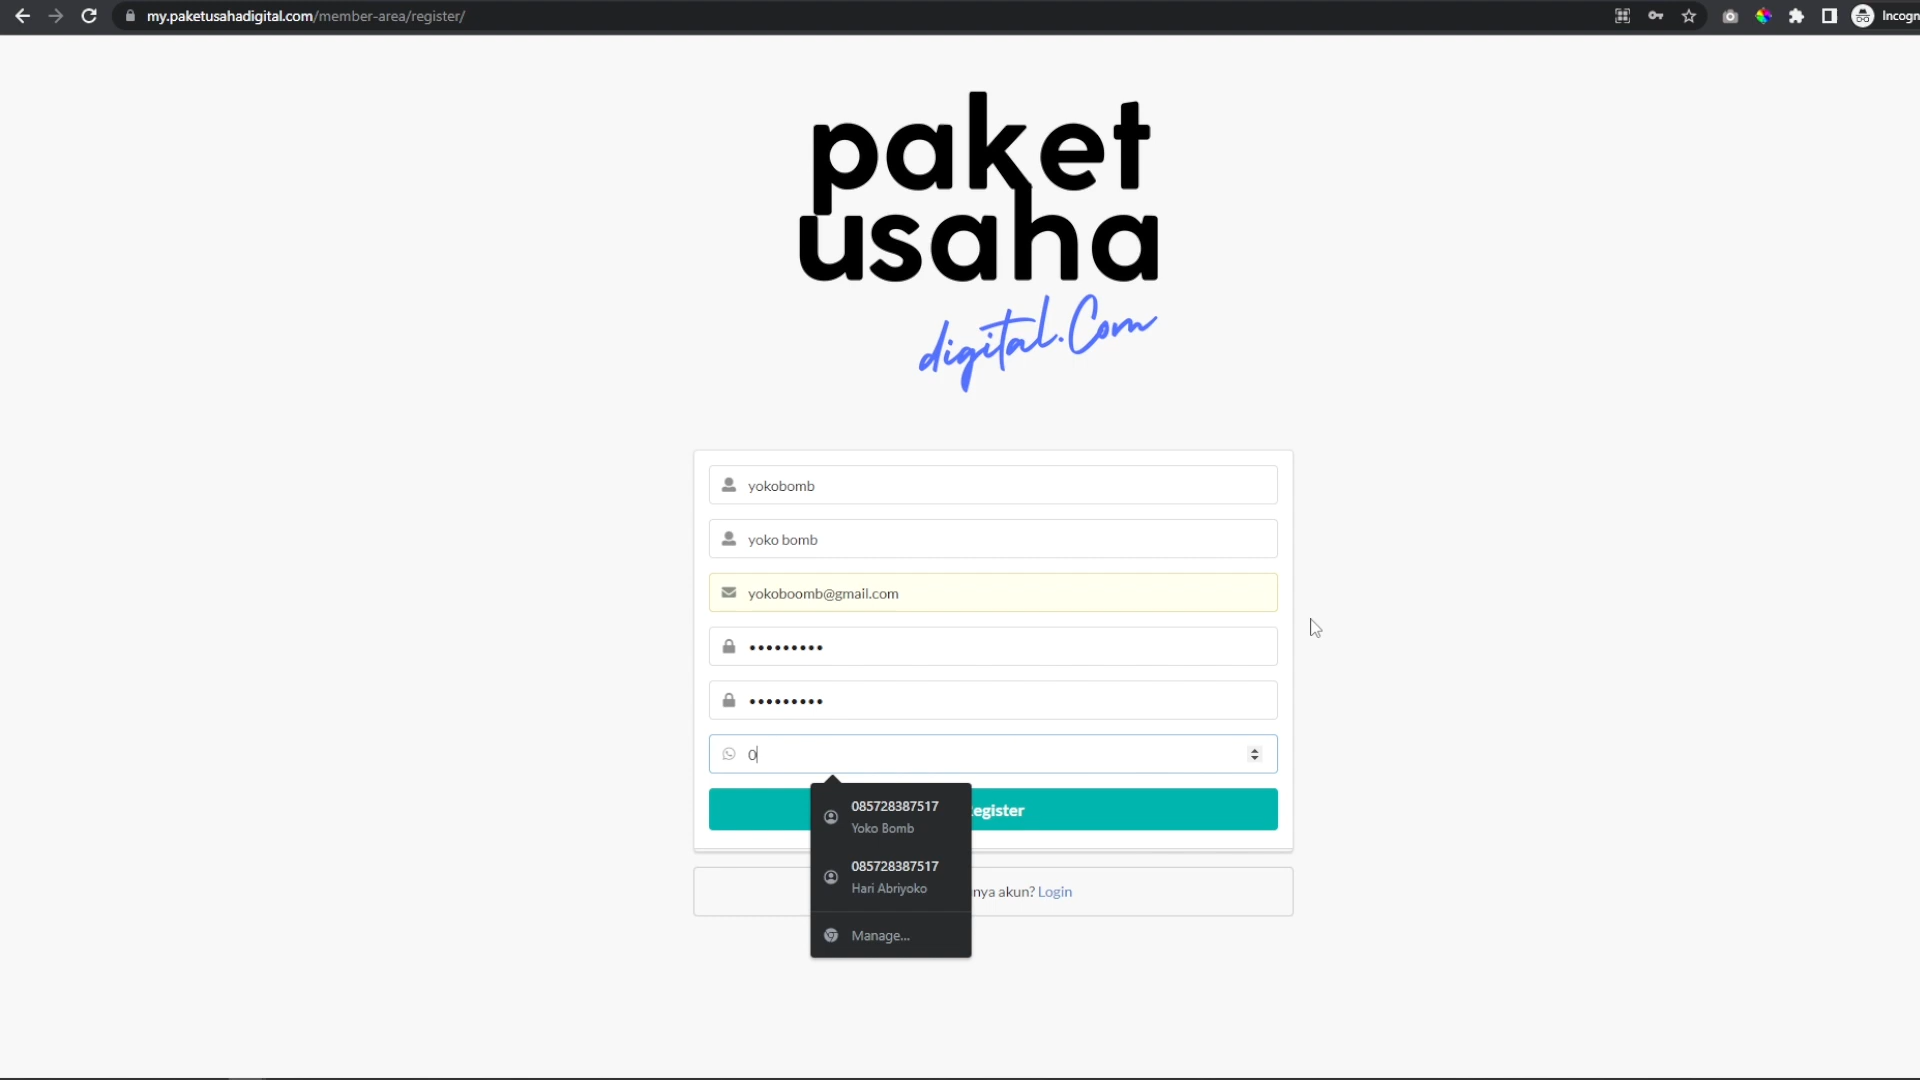 my.paketusahadigital.com/member-area/register/
Incogn
paket
usaha
digital.Com
yokobomb
yoko bomb
yokoboomb@gmail.com
•••••••••
•••••••••
0
085728387517
Yoko Bomb
egister
085728387517
Hari Abriyoko
nya akun? Login
Manage...